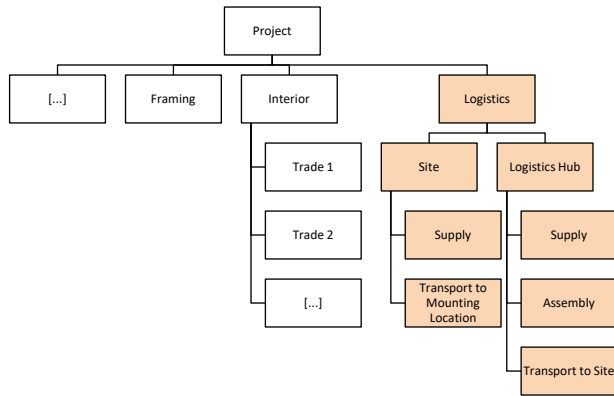 Project
[...]
Framing
Interior
Logistics
Trade 1
Site
Logistics Hub
Trade 2
Supply
Supply
[...]
Transport to
Mounting
Location
Assembly
Transport to Site